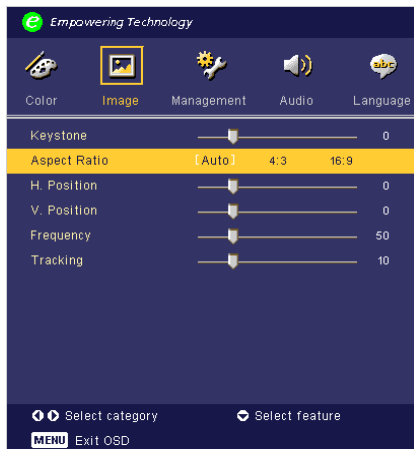 e Empowering Technology
abc
Color Image Management Audio Language
Keystone 0
Aspect Ratio [Auto] 4:3 16:9
H. Position 0
V. Position 0
Frequency 50
Tracking 10
Select category Select feature
MENU Exit OSD